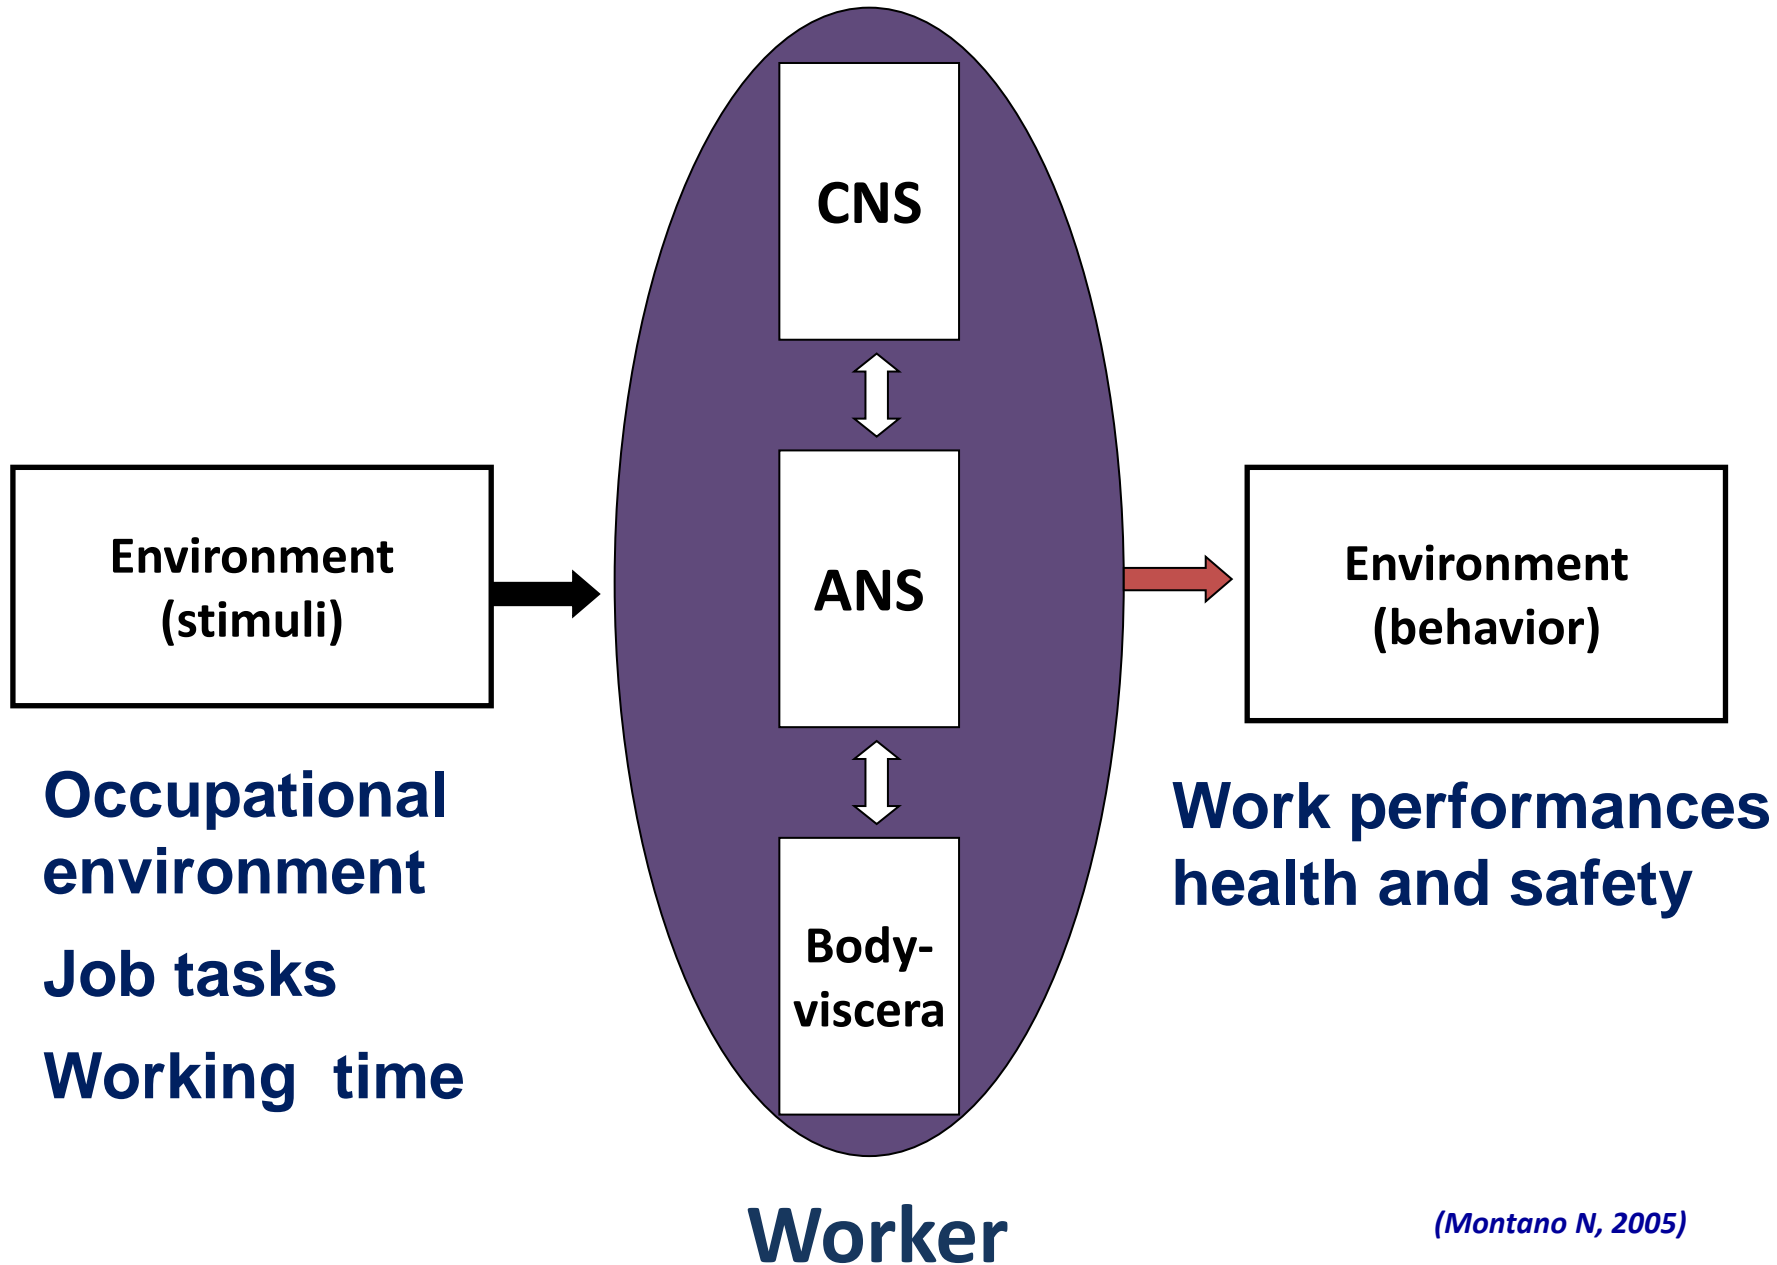 CNS
ANS
Body-
viscera
Environment
(stimuli)
Environment
(behavior)
Occupational
environment
Job tasks
Working  time
Work performances
health and safety
Worker
(Montano N, 2005)